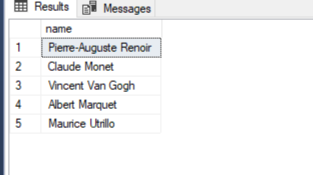 Results Messages
name
1 Pierre-Auguste Renoir
2 Claude Monet
3 Vincent Van Gogh
4 Albert Marquet
5 Maurice Utrillo